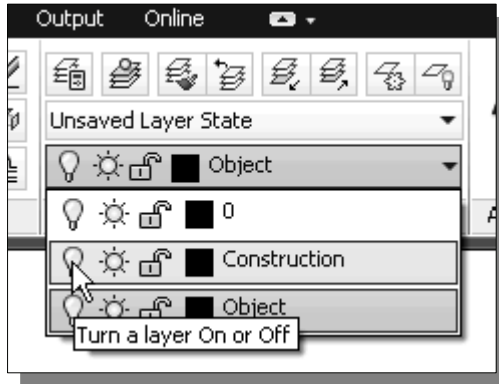 Output Online
Unsaved Layer State
Object
0
Construction
Object
Turn a layer On or Off